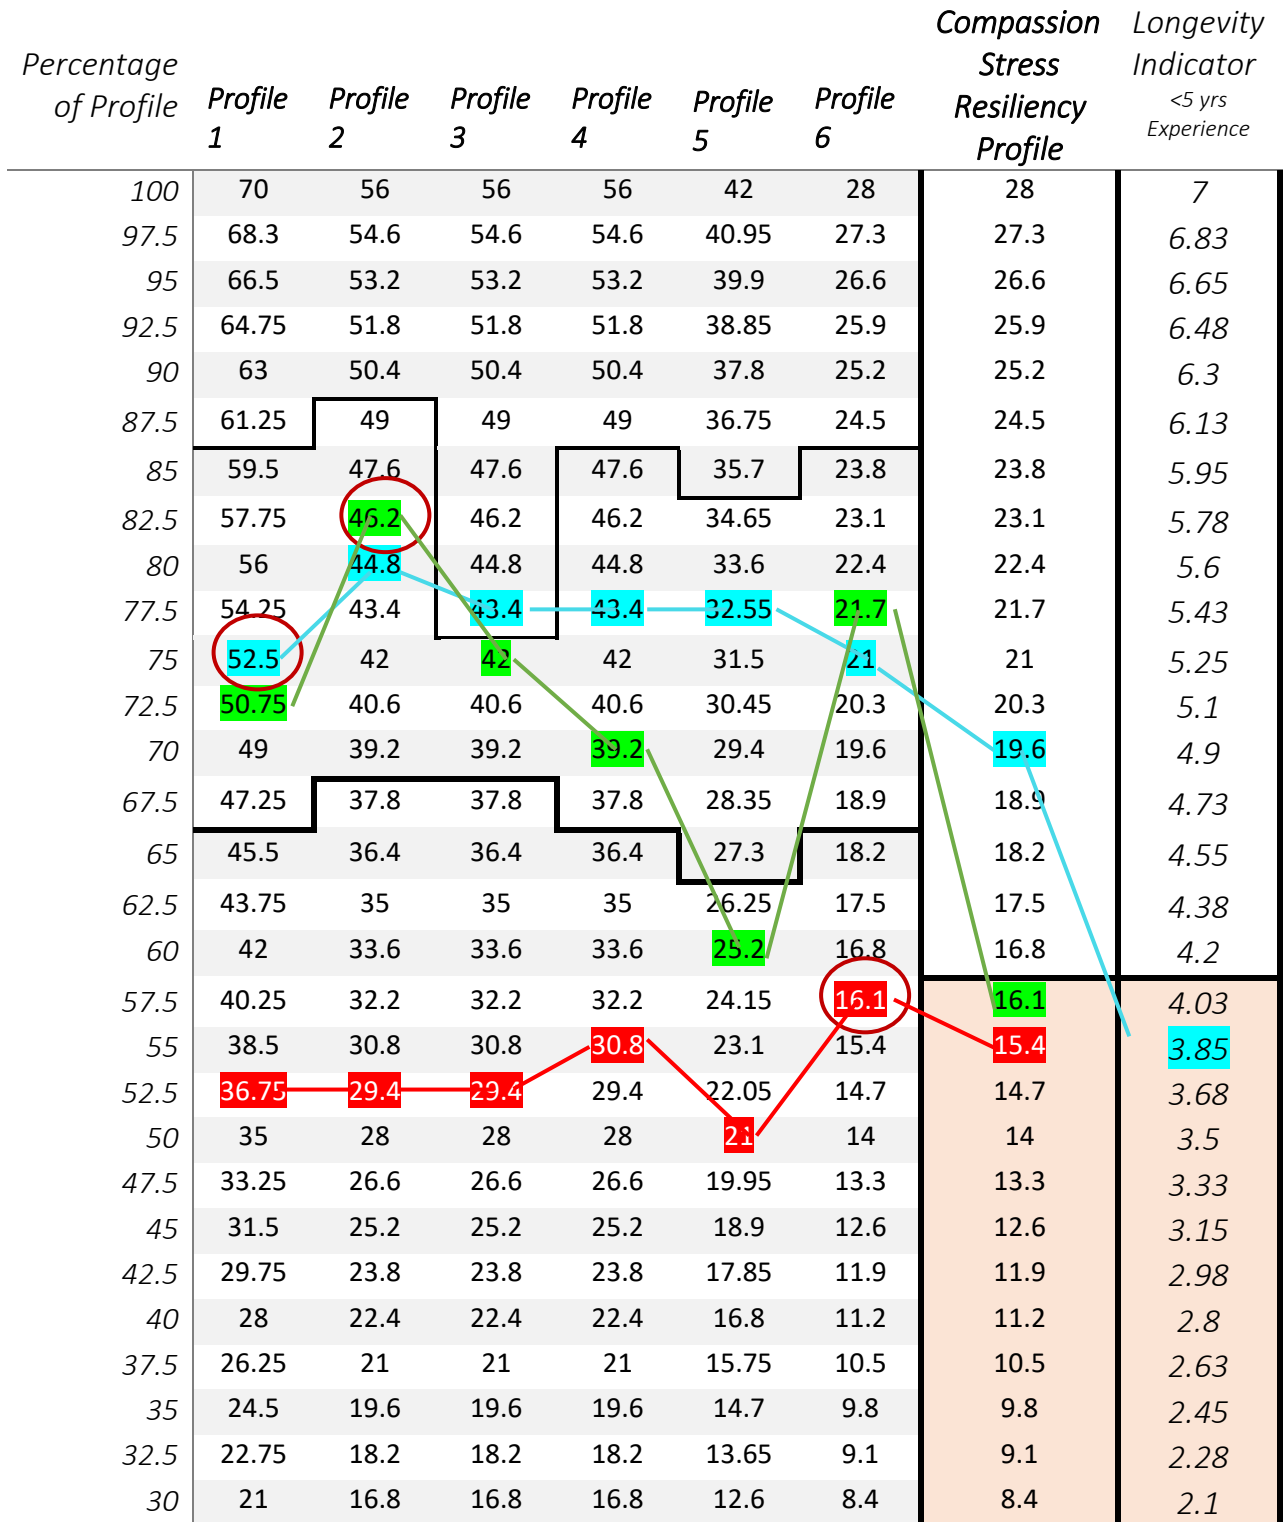 Percentage of Profile Profile 1 Profile 2 Profile 3 Profile 4 Profile 5 Profile 6 Compassion Stress Resiliency Profile Longevity Indicator <5 yrs Experience
100 70 56 56 56 42 28 28 7
97.5 68.3 54.6 54.6 54.6 40.95 27.3 27.3 6.83
95 66.5 53.2 53.2 53.2 39.9 26.6 26.6 6.65
92.5 64.75 51.8 51.8 51.8 38.85 25.9 25.9 6.48
90 63 50.4 50.4 50.4 37.8 25.2 25.2 6.3
87.5 61.25 49 49 49 36.75 24.5 24.5 6.13
85 59.5 47.6 47.6 47.6 35.7 23.8 23.8 5.95
82.5 57.75 46.2 46.2 46.2 34.65 23.1 23.1 5.78
80 56 44.8 44.8 44.8 33.6 22.4 22.4 5.6
77.5 54.25 43.4 43.4 43.4 32.55 21.7 21.7 5.43
75 52.5 42 42 42 31.5 21 21 5.25
72.5 50.75 40.6 40.6 40.6 30.45 20.3 20.3 5.1
70 49 39.2 39.2 39.2 29.4 19.6 19.6 4.9
67.5 47.25 37.8 37.8 37.8 28.35 18.9 18.9 4.73
65 45.5 36.4 36.4 36.4 27.3 18.2 18.2 4.55
62.5 43.75 35 35 35 26.25 17.5 17.5 4.38
60 42 33.6 33.6 33.6 25.2 16.8 16.8 4.2
57.5 40.25 32.2 32.2 32.2 24.15 16.1 16.1 4.03
55 38.5 30.8 30.8 30.8 23.1 15.4 15.4 3.85
52.5 36.75 29.4 29.4 29.4 22.05 14.7 14.7 3.68
50 35 28 28 28 21 14 14 3.5
47.5 33.25 26.6 26.6 26.6 19.95 13.3 13.3 3.33
45 31.5 25.2 25.2 25.2 18.9 12.6 12.6 3.15
42.5 29.75 23.8 23.8 23.8 17.85 11.9 11.9 2.98
40 28 22.4 22.4 22.4 16.8 11.2 11.2 2.8
37.5 26.25 21 21 21 15.75 10.5 10.5 2.63
35 24.5 19.6 19.6 19.6 14.7 9.8 9.8 2.45
32.5 22.75 18.2 18.2 18.2 13.65 9.1 9.1 2.28
30 21 16.8 16.8 16.8 12.6 8.4 8.4 2.1